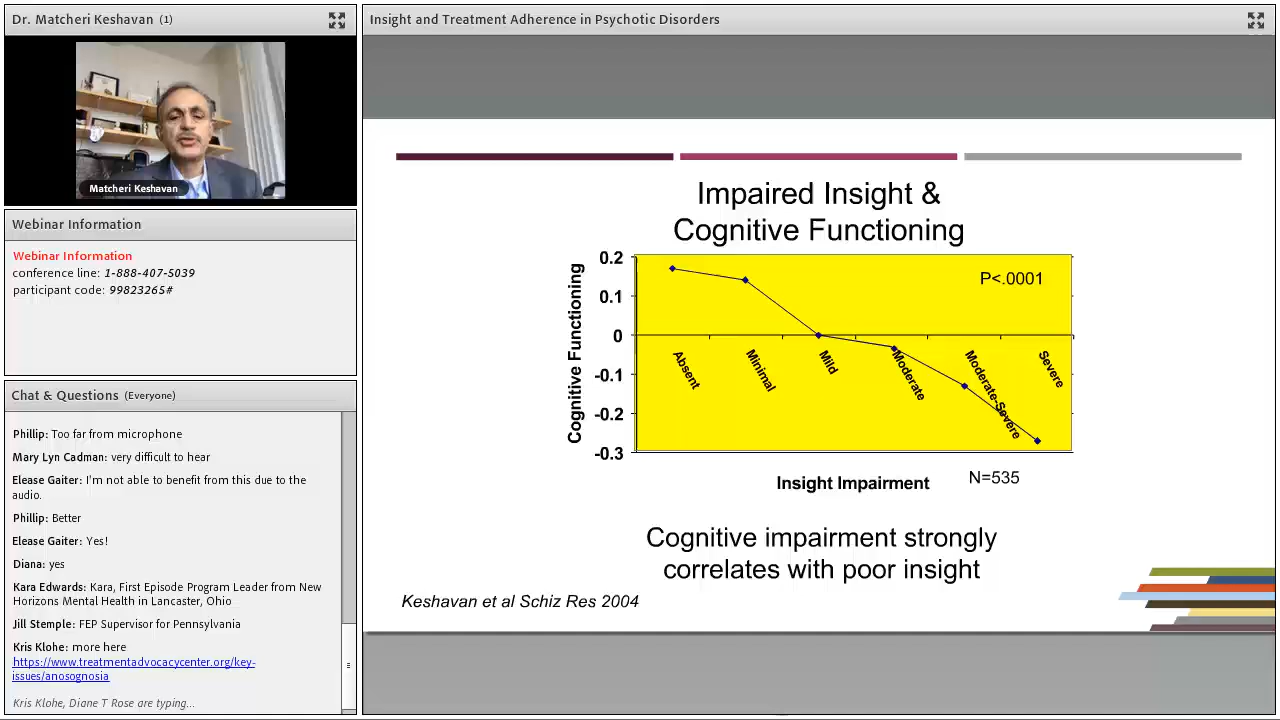 Dr. Matcheri Keshavan (1)
Matcheri Keshavan
Webinar Information
Webinar Information
conference line: 1-888-407-5039
participant code: 99823265#
Chat & Questions (Everyone)
Phillip: Too far from microphone
Mary Lyn Cadman: very difficult to hear
Elease Gaiter: I'm not able to benefit from this due to the
audio.
Phillip: Better
Elease Gaiter: Yes!
Diana: yes
Kara Edwards: Kara, First Episode Program Leader from New
Horizons Mental Health in Lancaster, Ohio
Jill Stemple: FEP Supervisor for Pennsylvania
Kris Klohe: more here
https://www.treatmentadvocacycenter.org/key-
issues/anosognosia
Kris Klohe, Diane T Rose are typing...
Insight and Treatment Adherence in Psychotic Disorders
Impaired Insight &
Cognitive Functioning
Cognitive Functioning
0.2
0.1
0
-0.1
-0.2
-0.3
P<.0001
Absent
Minimal
Mild
Moderate
Moderate-Severe
Severe
Insight Impairment
N=535
Cognitive impairment strongly
correlates with poor insight
Keshavan et al Schiz Res 2004